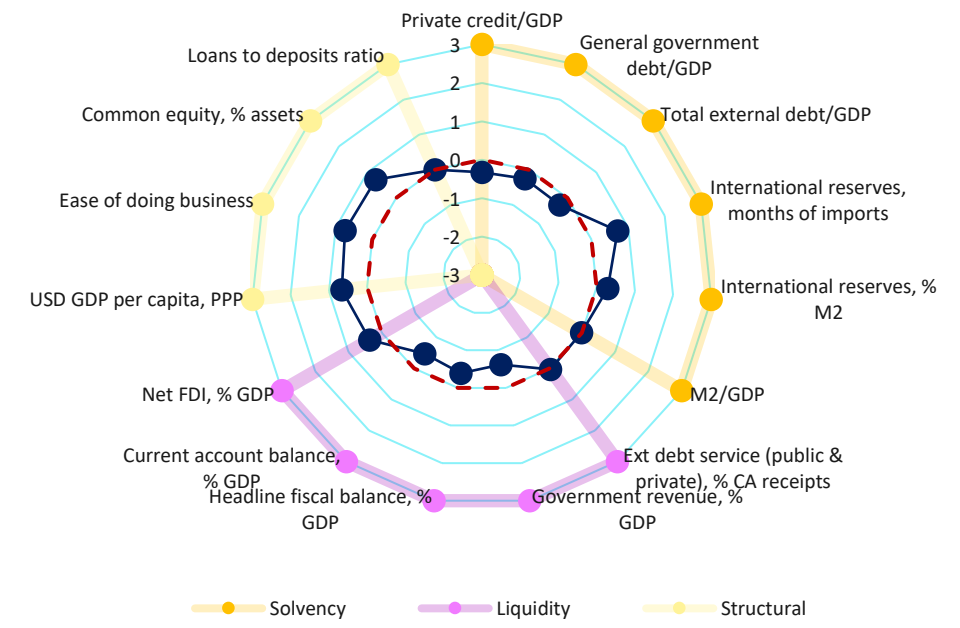 Private credit/GDP
3
2
1
0
-1
-2
-3
General government
debt/GDP
Total external debt/GDP
International reserves,
months of imports
International reserves, %
M2
M2/GDP
Ext debt service (public &
private), % CA receipts
Government revenue, %
GDP
Headline fiscal balance, %
GDP
Current account balance,
% GDP
Net FDI, % GDP
USD GDP per capita, PPP
Ease of doing business
Common equity, % assets
Loans to deposits ratio
Solvency
Liquidity
Structural